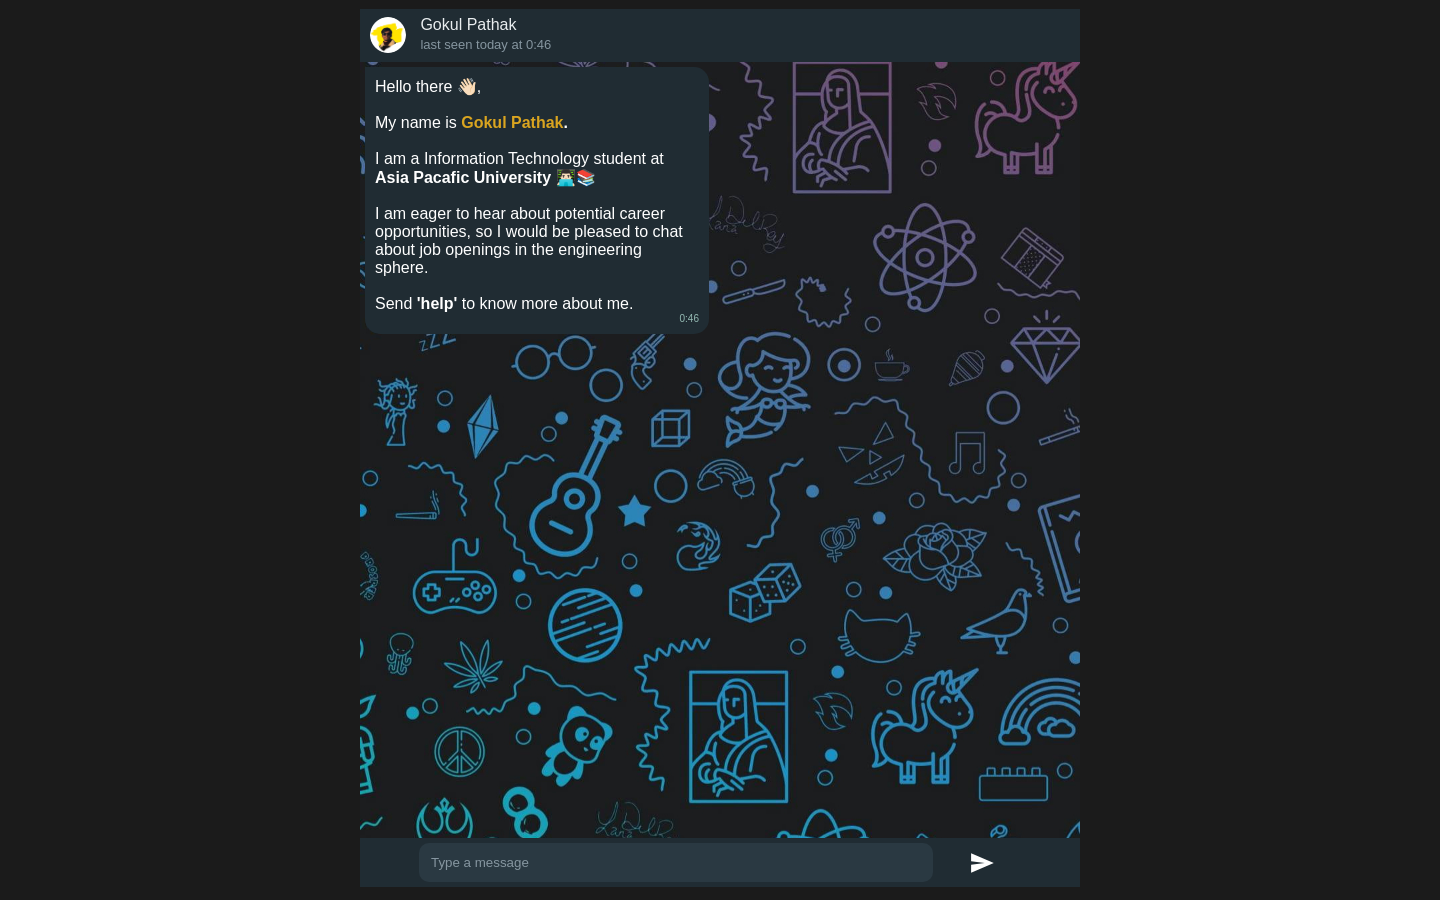 Gokul Pathak
last seen today at 0:46
Hello there 👋🏻,
My name is Gokul Pathak.
I am a Information Technology student at
Asia Pacafic University 👨🏻‍💻📚
I am eager to hear about potential career
opportunities, so I would be pleased to chat
about job openings in the engineering
sphere.
Send 'help' to know more about me.
0:46
zZZ
Type a message